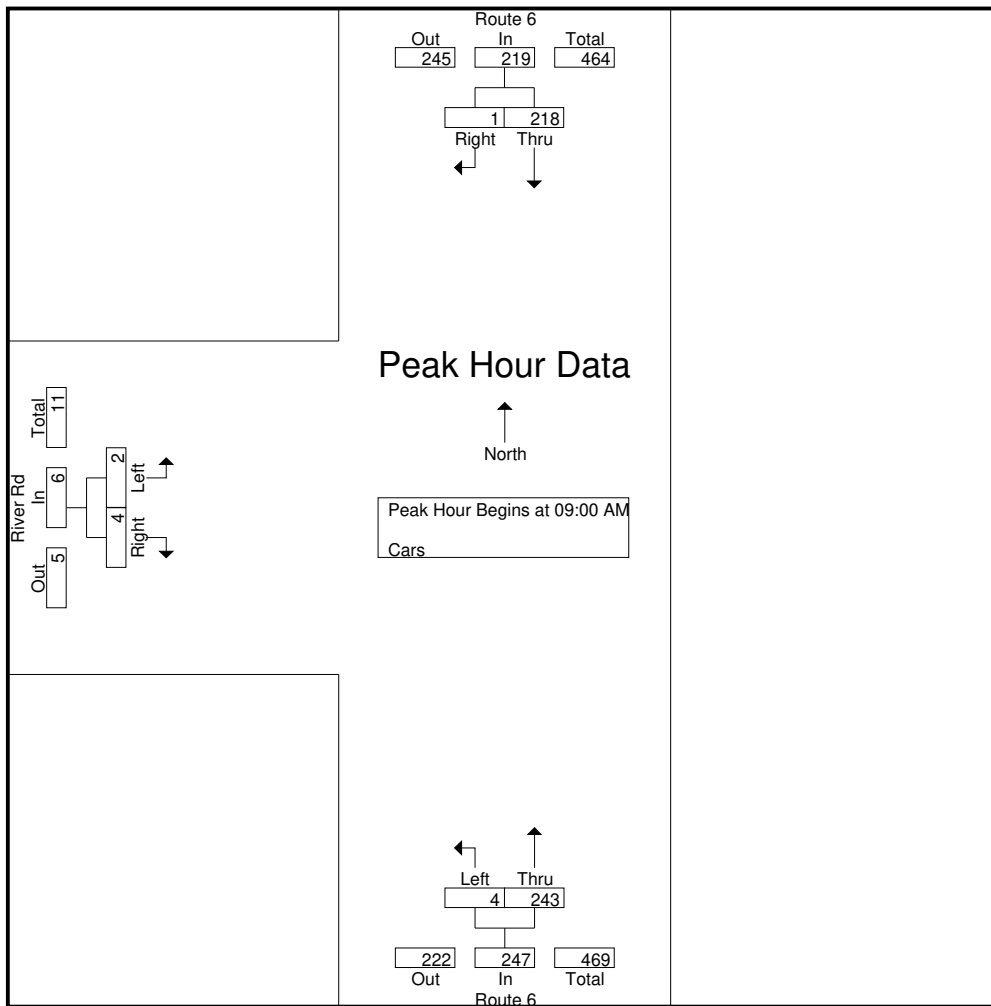 Route 6
Out In Total
245 219 464
1 218
Right Thru
Peak Hour Data
North
Peak Hour Begins at 09:00 AM
Cars
River Rd
Out In Total
5 6 11
Right Left
4 2
Left Thru
4 243
222 247 469
Out In Total
Route 6